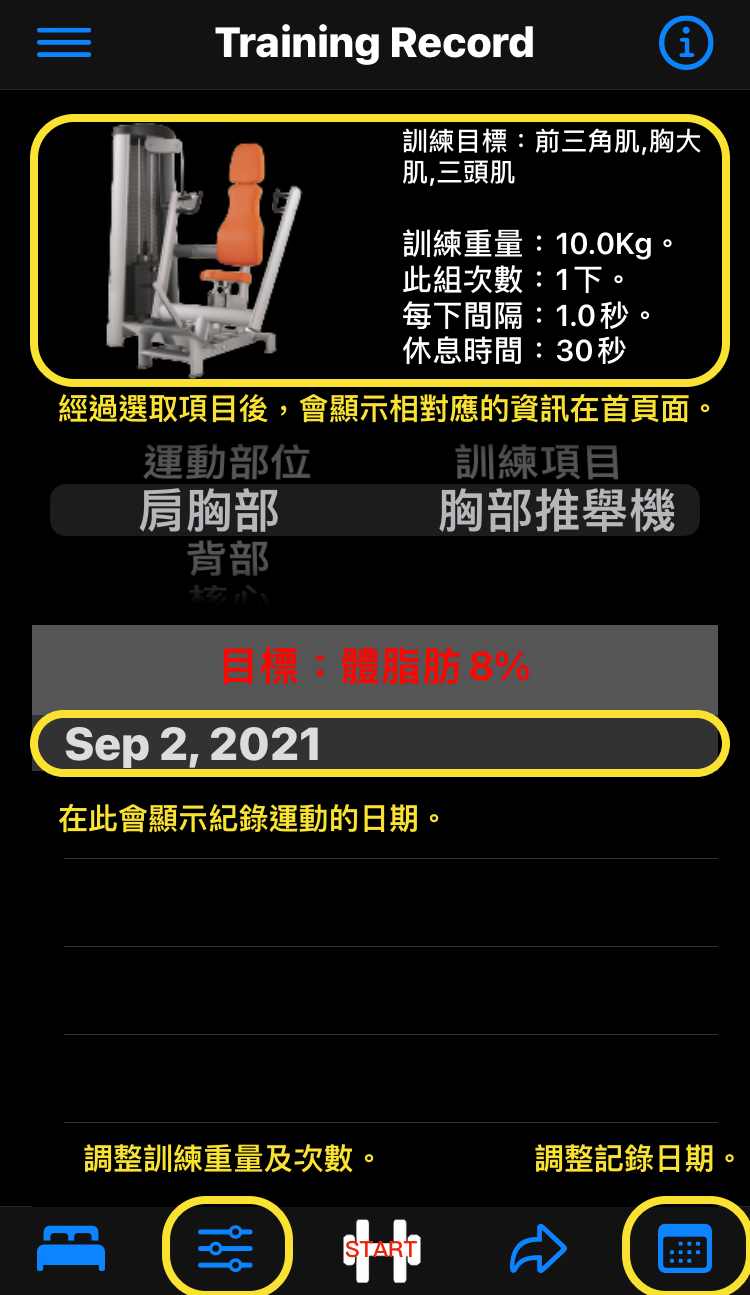 Training Record
訓練目標：前三角肌,胸大
肌,三頭肌
訓練重量：10.0Kg。
此組次數：1下。
每下間隔：1.0秒。
休息時間：30秒
經過選取項目後，會顯示相對應的資訊在首頁面。
運動部位 訓練項目
肩胸部 胸部推舉機
背部
核心
目標：體脂肪8%
Sep 2, 2021
在此會顯示紀錄運動的日期。
調整訓練重量及次數。 調整記錄日期。
START